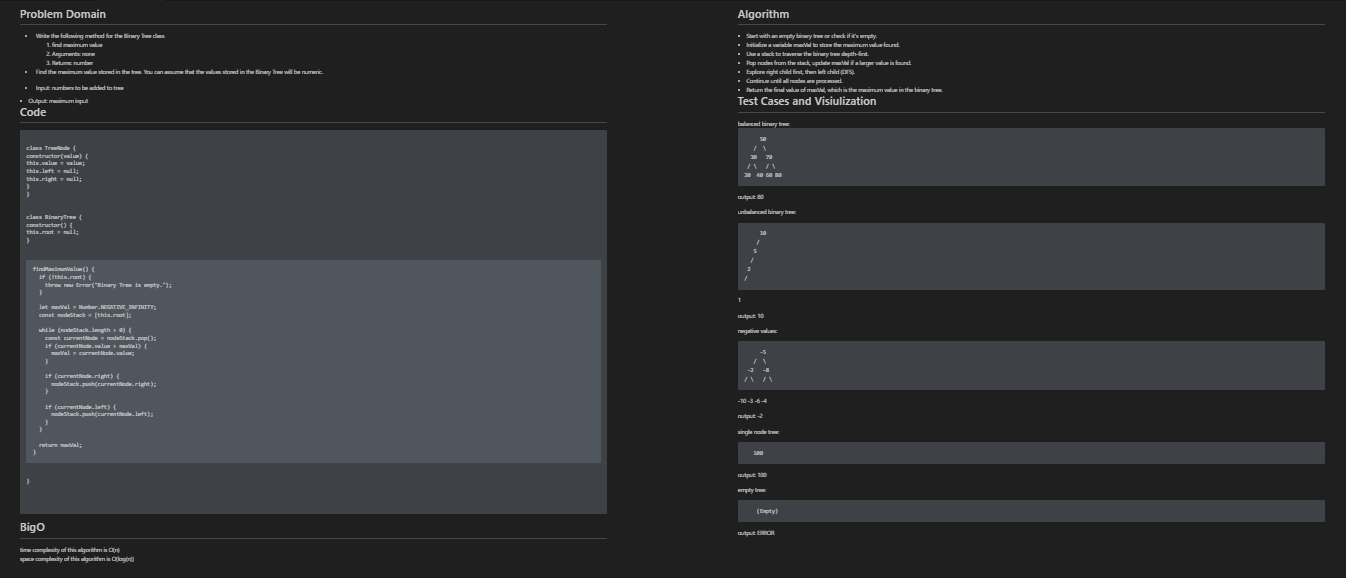 Problem Domain
• Write the following method for the Binary Tree class
1. find maximum value
2. Arguments: none
3. Returns: number
• Find the maximum value stored in the tree. You can assume that the values stored in the Binary Tree will be numeric.
• Input: numbers to be added to tree
• Output: maximum input
Code
class TreeNode {
constructor(value) {
this.value = value;
this.left = null;
this.right = null;
}
}
class BinaryTree {
constructor() {
this.root = null;
}
findMaximumValue() {
if (!this.root) {
throw new Error("Binary Tree is empty.");
}
let maxVal = Number.NEGATIVE_INFINITY;
const nodeStack = [this.root];
while (nodeStack.length > 0) {
const currentNode = nodeStack.pop();
if (currentNode.value > maxVal) {
maxVal = currentNode.value;
}
if (currentNode.right) {
nodeStack.push(currentNode.right);
}
if (currentNode.left) {
nodeStack.push(currentNode.left);
}
}
return maxVal;
}
}
BigO
time complexity of this algorithm is O(n)
space complexity of this algorithm is O(log(n))
Algorithm
• Start with an empty binary tree or check if it's empty.
• Initialize a variable maxVal to store the maximum value found.
• Use a stack to traverse the binary tree depth-first.
• Pop nodes from the stack, update maxVal if a larger value is found.
• Explore right child first, then left child (DFS).
• Continue until all nodes are processed.
• Return the final value of maxVal, which is the maximum value in the binary tree.
Test Cases and Visiulization
balanced binary tree:
50
/ \
30 70
/ \ / \
20 40 60 80
output: 80
unbalanced binary tree:
10
/
5
/
2
/
1
output: 10
negative values:
-5
/ \
-2 -8
/ \ / \
-10 -3 -6 -4
output: -2
single node tree:
100
output: 100
empty tree:
(Empty)
output: ERROR